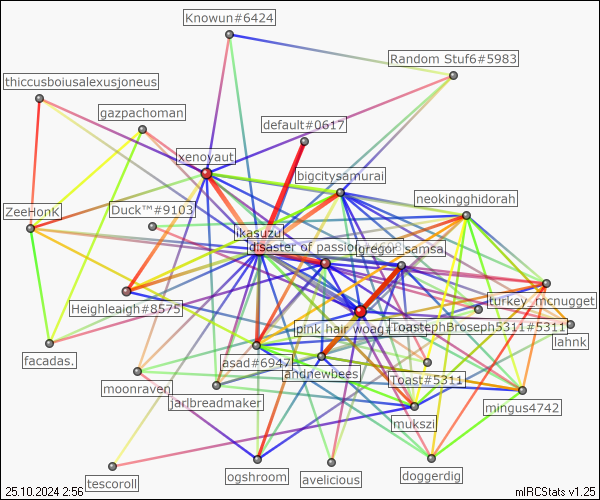 Knowun#6424
Random Stuf6#5983
thiccusboiusalexusjoneus
gazpachoman
default#0617
xenovaut
bigcitysamurai
neokingghidorah
ZeeHonK
Duck™#9103
ikasuzu
disaster of passion
gregor_samsa
Heighleaigh#8575
turkey_mcnugget
pink hair woag
ToastephBroseph5311#5311
lahnk
facadas.
asad#6947
andnewbees
Toast#5311
moonraven
jarlbreadmaker
mingus4742
mukszi
tescoroll
ogshroom
avelicious
doggerdig
25.10.2024 2:56
mIRCStats v1.25